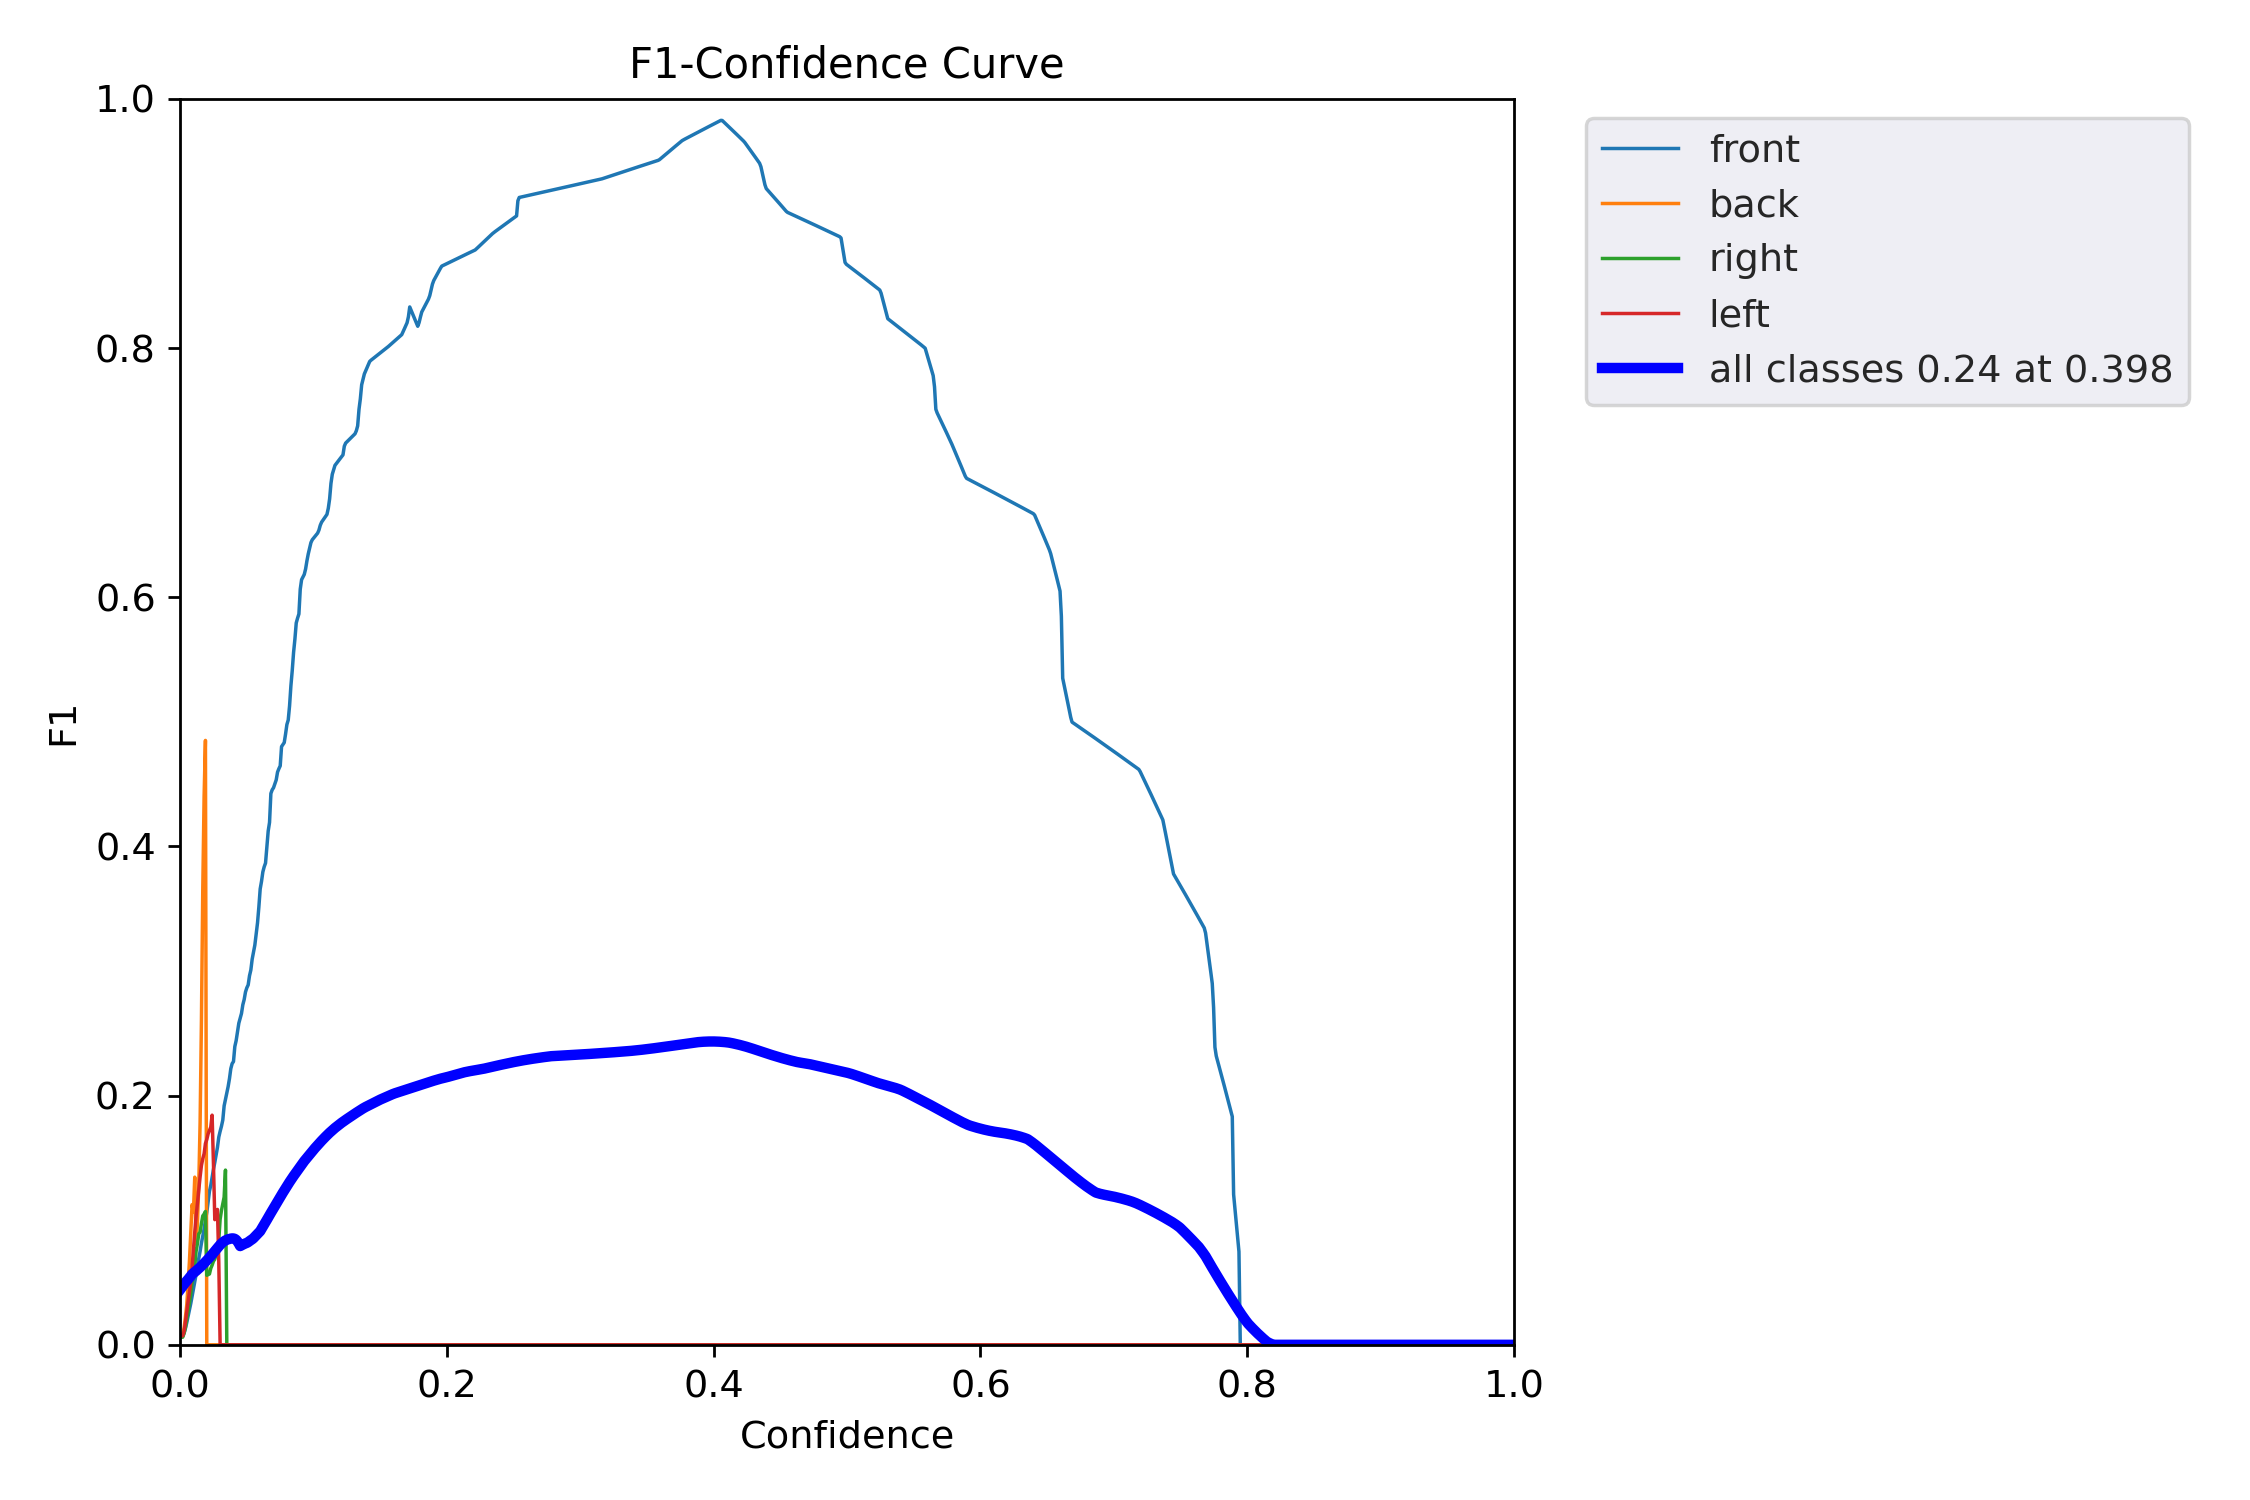 F1-Confidence Curve
1.0
0.8
0.6
0.4
0.2
0.0
F1
0.0 0.2 0.4 0.6 0.8 1.0
Confidence
front
back
right
left
all classes 0.24 at 0.398